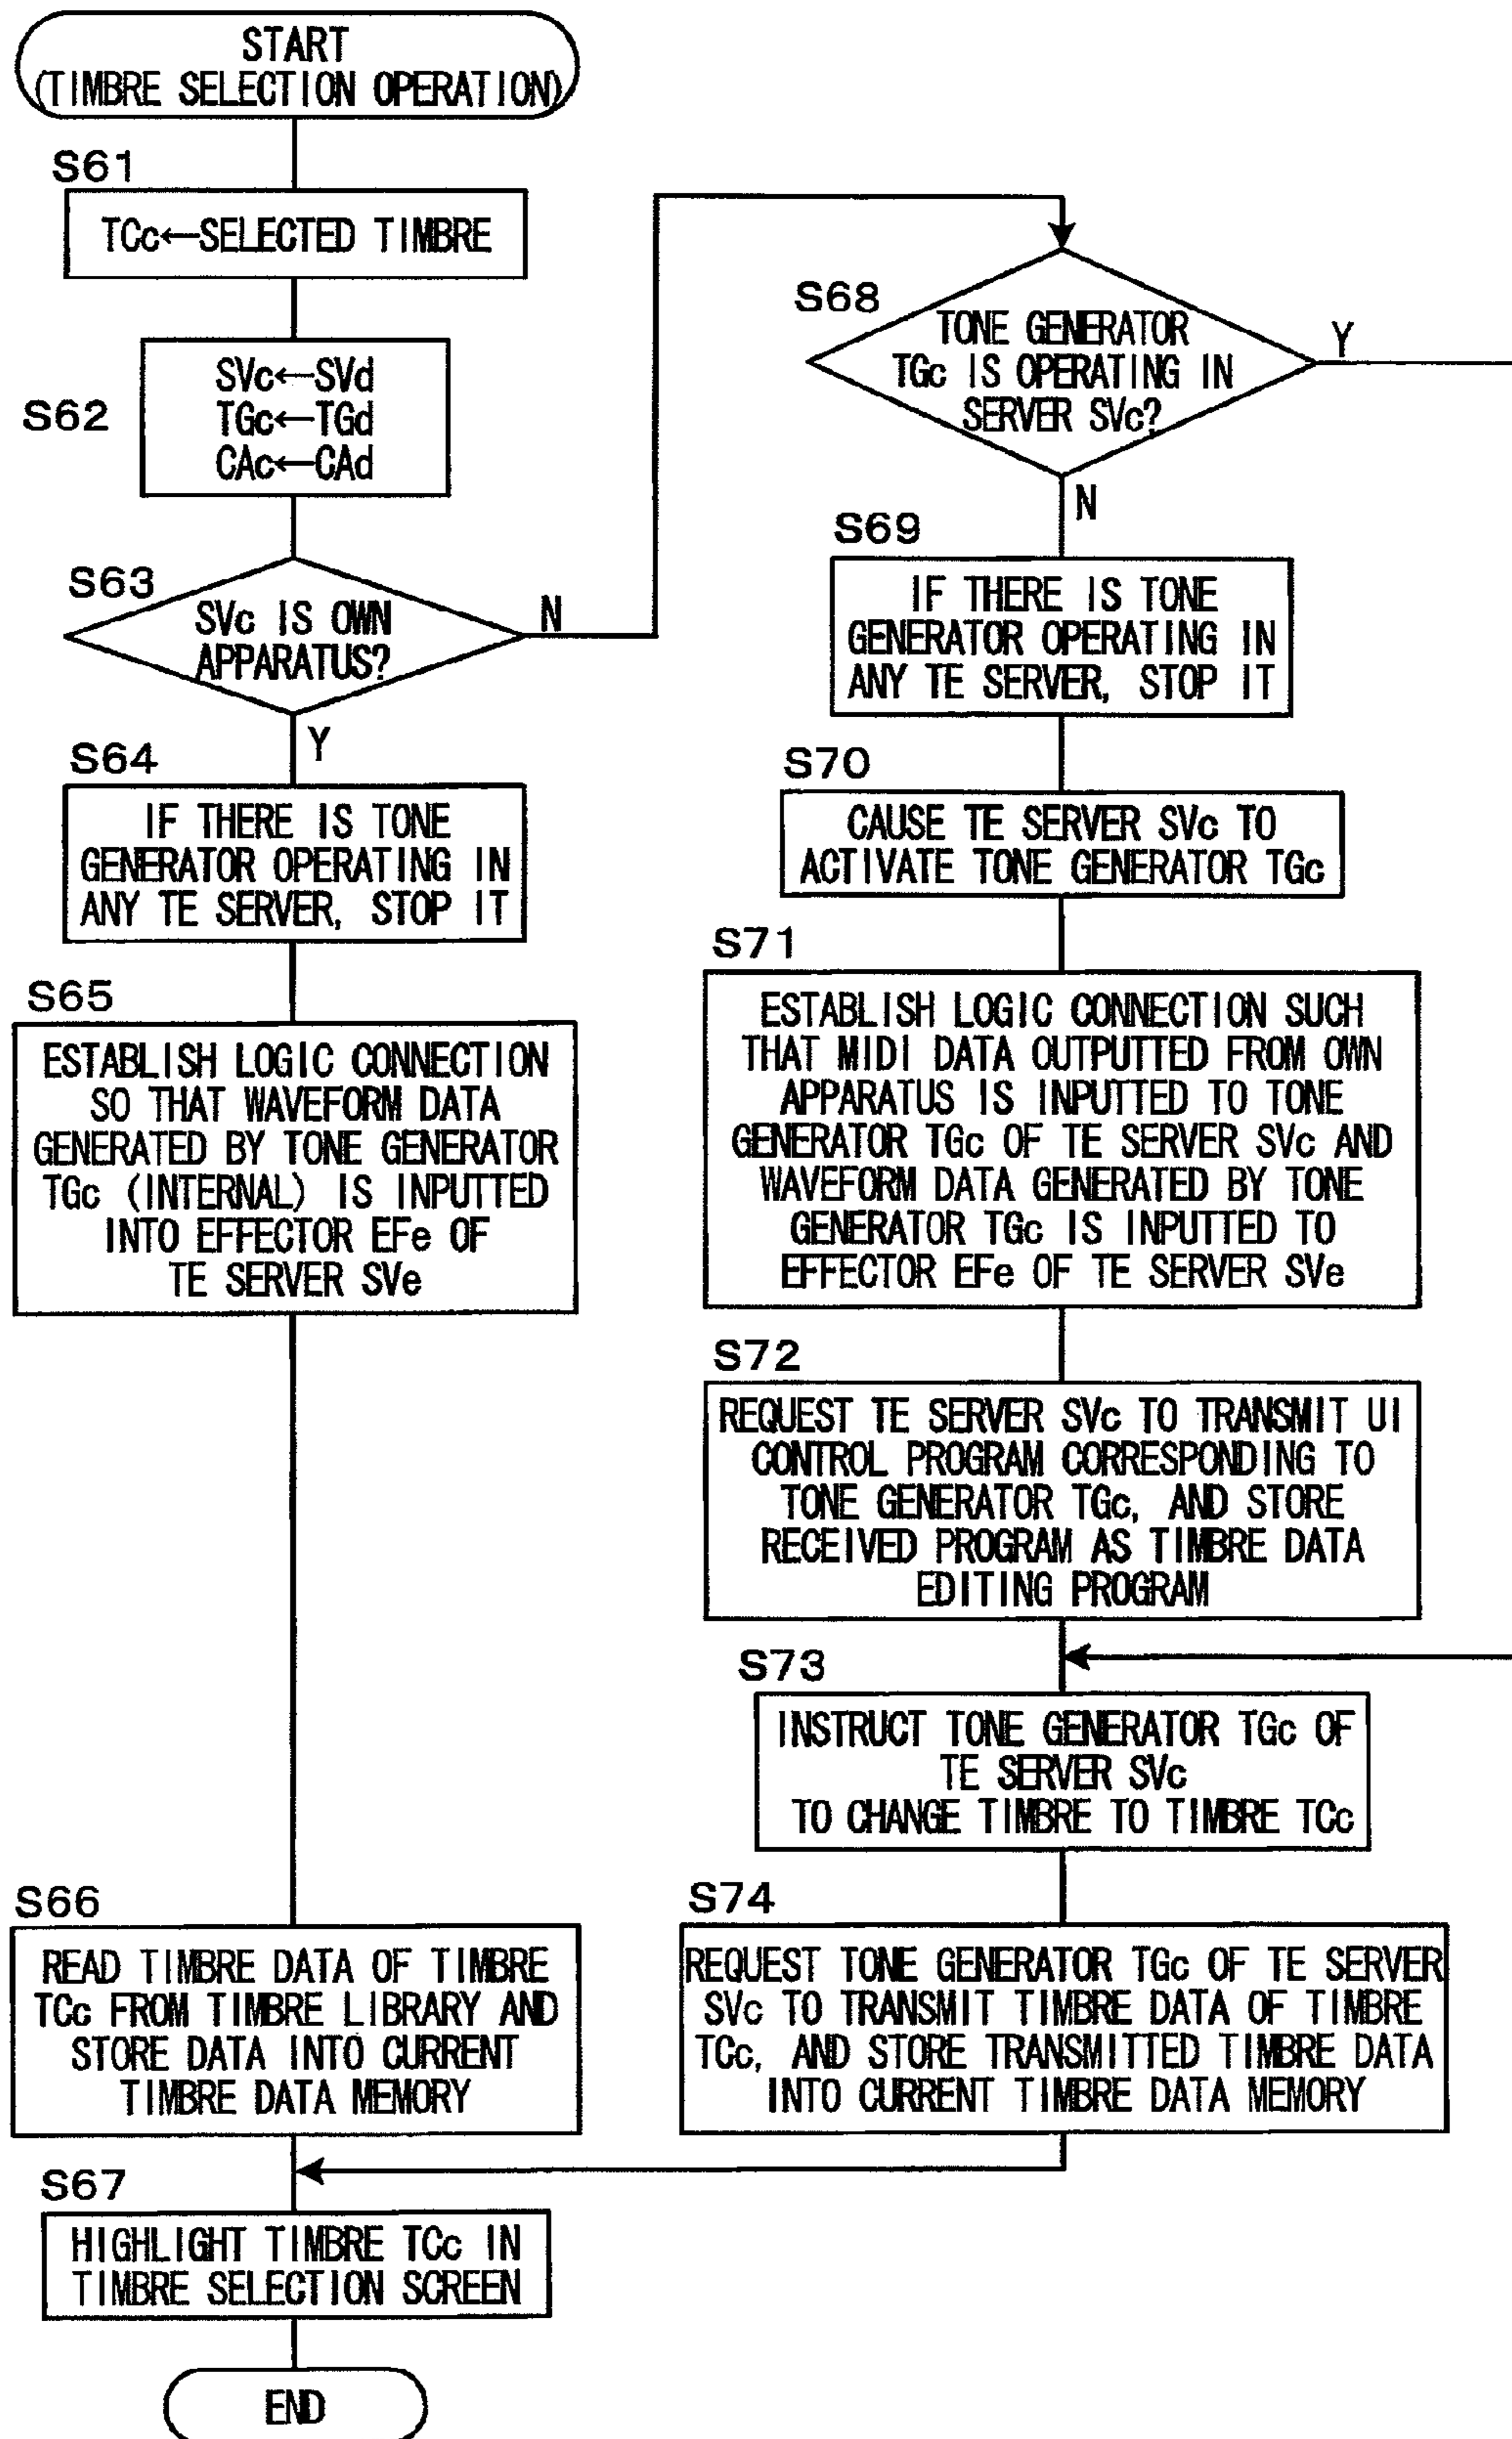 START
(TIMBRE SELECTION OPERATION)
S61
TCc←SELECTED TIMBRE
S62
SVc←SVd
TGc←TGd
CAc←CAd
S63
SVc IS OWN
APPARATUS?
N
Y
S64
IF THERE IS TONE
GENERATOR OPERATING IN
ANY TE SERVER, STOP IT
S65
ESTABLISH LOGIC CONNECTION
SO THAT WAVEFORM DATA
GENERATED BY TONE GENERATOR
TGc (INTERNAL) IS INPUTTED
INTO EFFECTOR EFe OF
TE SERVER SVe
S66
READ TIMBRE DATA OF TIMBRE
TCc FROM TIMBRE LIBRARY AND
STORE DATA INTO CURRENT
TIMBRE DATA MEMORY
S67
HIGHLIGHT TIMBRE TCc IN
TIMBRE SELECTION SCREEN
END
S68
TONE GENERATOR
TGc IS OPERATING IN
SERVER SVc?
Y
N
S69
IF THERE IS TONE
GENERATOR OPERATING IN
ANY TE SERVER, STOP IT
S70
CAUSE TE SERVER SVc TO
ACTIVATE TONE GENERATOR TGc
S71
ESTABLISH LOGIC CONNECTION SUCH
THAT MIDI DATA OUTPUTTED FROM OWN
APPARATUS IS INPUTTED TO TONE
GENERATOR TGc OF TE SERVER SVc AND
WAVEFORM DATA GENERATED BY TONE
GENERATOR TGc IS INPUTTED TO
EFFECTOR EFe OF TE SERVER SVe
S72
REQUEST TE SERVER SVc TO TRANSMIT UI
CONTROL PROGRAM CORRESPONDING TO
TONE GENERATOR TGc, AND STORE
RECEIVED PROGRAM AS TIMBRE DATA
EDITING PROGRAM
S73
INSTRUCT TONE GENERATOR TGc OF
TE SERVER SVc
TO CHANGE TIMBRE TO TIMBRE TCc
S74
REQUEST TONE GENERATOR TGc OF TE SERVER
SVc TO TRANSMIT TIMBRE DATA OF TIMBRE
TCc, AND STORE TRANSMITTED TIMBRE DATA
INTO CURRENT TIMBRE DATA MEMORY